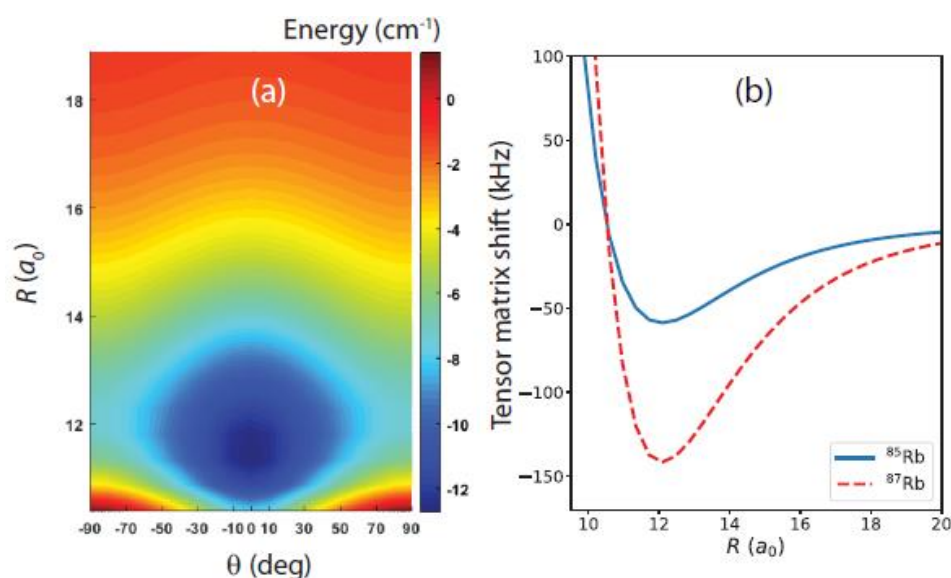 Energy (cm⁻¹)
(a)
18
16
14
12
R (a₀)
-90 -70 -50 -30 -100 10 30 50 70 90
θ (deg)
0
-2
-4
-6
-8
-10
-12
(b)
Tensor matrix shift (kHz)
100
50
0
−50
−100
−150
10 12 14 16 18 20
R (a₀)
⁸⁵Rb
⁸⁷Rb